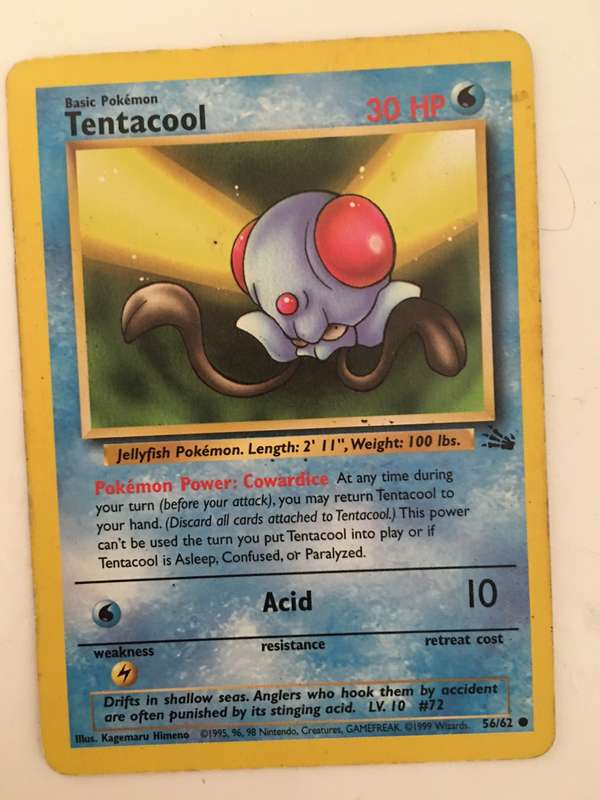 Basic Pokémon
Tentacool
30 HP
Jellyfish Pokémon. Length: 2' 11", Weight: 100 lbs.
Pokémon Power: Cowardice At any time during
your turn (before your attack), you may return Tentacool to
your hand. (Discard all cards attached to Tentacool.) This power
can't be used the turn you put Tentacool into play or if
Tentacool is Asleep, Confused, or Paralyzed.
Acid 10
weakness resistance retreat cost
Drifts in shallow seas. Anglers who hook them by accident
are often punished by its stinging acid. LV. 10 #72
Illus. Kagemaru Himeno ©1995, 96, 98 Nintendo, Creatures, GAMEFREAK. ©1999 Wizards. 56/62